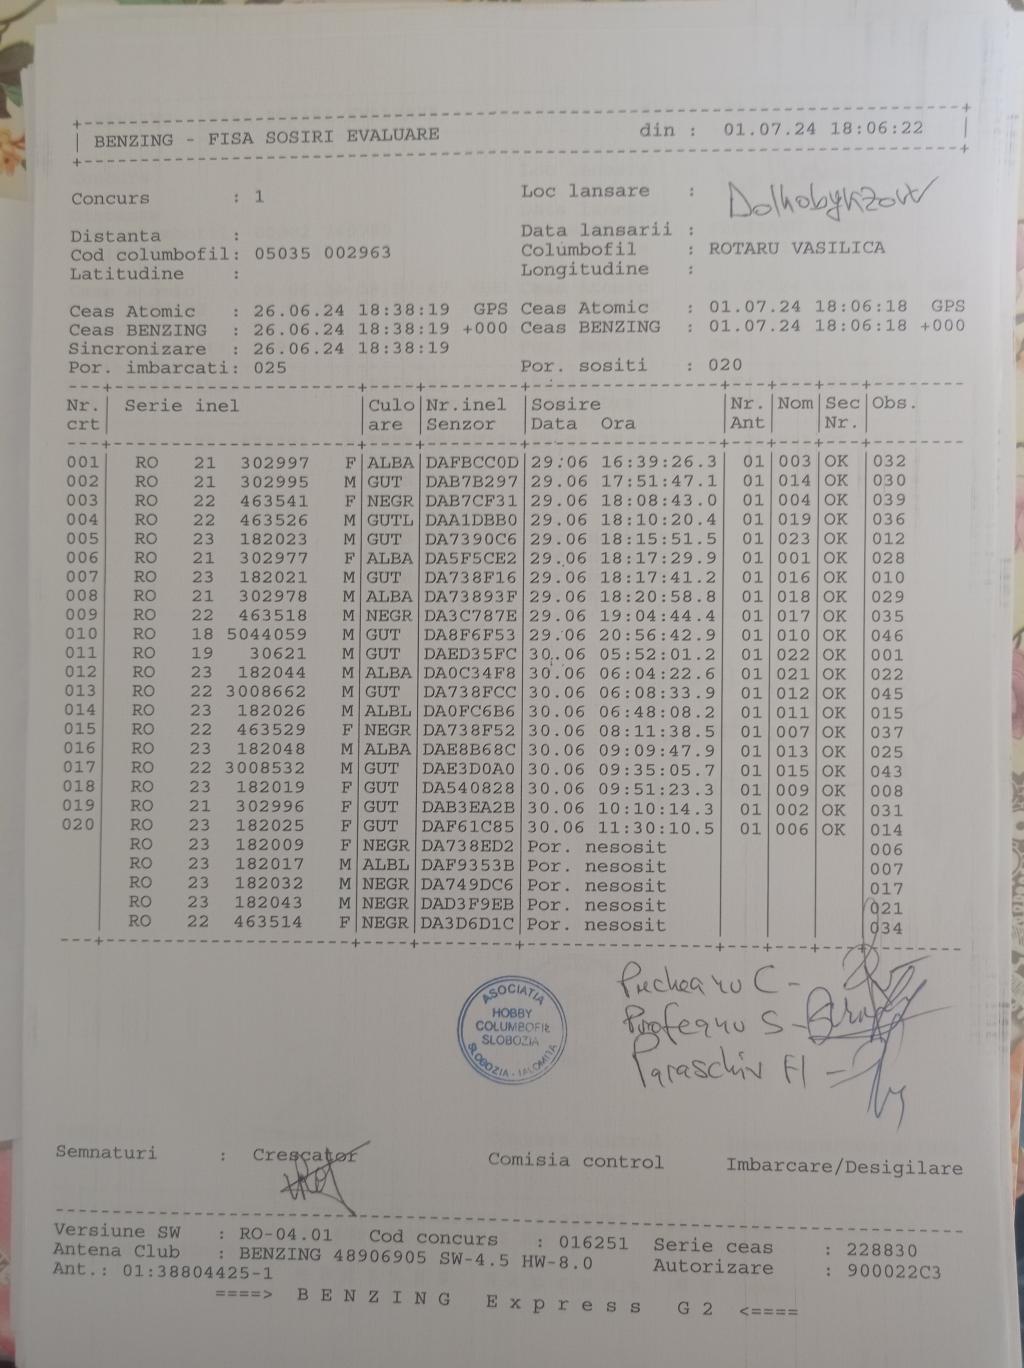 BENZING - FISA SOSIRI EVALUARE din : 01.07.24 18:06:22
Concurs : 1 Loc lansare : Dolhobyczow
Distanta : Data lansarii :
Cod columbofil: 05035 002963 Columbofil : ROTARU VASILICA
Latitudine : Longitudine :
Ceas Atomic : 26.06.24 18:38:19 GPS Ceas Atomic : 01.07.24 18:06:18 GPS
Ceas BENZING : 26.06.24 18:38:19 +000 Ceas BENZING : 01.07.24 18:06:18 +000
Sincronizare : 26.06.24 18:38:19
Por. imbarcati: 025 Por. sositi : 020
Nr. Serie inel Culo Nr.inel Sosire Nr. Nom Sec Obs.
crt are Senzor Data Ora Ant Nr.
001 RO 21 302997 F ALBA DAFBCC0D 29.06 16:39:26.3 01 003 OK 032
002 RO 21 302995 M GUT DAB7B297 29.06 17:51:47.1 01 014 OK 030
003 RO 22 463541 F NEGR DAB7CF31 29.06 18:08:43.0 01 004 OK 039
004 RO 22 463526 M GUTL DAA1DBB0 29.06 18:10:20.4 01 019 OK 036
005 RO 23 182023 M GUT DA7390C6 29.06 18:15:51.5 01 023 OK 012
006 RO 21 302977 F ALBA DA5F5CE2 29.06 18:17:29.9 01 001 OK 028
007 RO 23 182021 M GUT DA738F16 29.06 18:17:41.2 01 016 OK 010
008 RO 21 302978 M ALBA DA73893F 29.06 18:20:58.8 01 018 OK 029
009 RO 22 463518 M NEGR DA3C787E 29.06 19:04:44.4 01 017 OK 035
010 RO 18 5044059 M GUT DA8F6F53 29.06 20:56:42.9 01 010 OK 046
011 RO 19 30621 M GUT DAED35FC 30.06 05:52:01.2 01 022 OK 001
012 RO 23 182044 M ALBA DA0C34F8 30.06 06:04:22.6 01 021 OK 022
013 RO 22 3008662 M GUT DA738FCC 30.06 06:08:33.9 01 012 OK 045
014 RO 23 182026 M ALBL DA0FC6B6 30.06 06:48:08.2 01 011 OK 015
015 RO 22 463529 F NEGR DA738F52 30.06 08:11:38.5 01 007 OK 037
016 RO 23 182048 M ALBA DAE8B68C 30.06 09:09:47.9 01 013 OK 025
017 RO 22 3008532 M GUT DAE3D0A0 30.06 09:35:05.7 01 015 OK 043
018 RO 23 182019 F GUT DA540828 30.06 09:51:23.3 01 009 OK 008
019 RO 21 302996 F GUT DAB3EA2B 30.06 10:10:14.3 01 002 OK 031
020 RO 23 182025 F GUT DAF61C85 30.06 11:30:10.5 01 006 OK 014
RO 23 182009 F NEGR DA738ED2 Por. nesosit 006
RO 23 182017 M ALBL DAF9353B Por. nesosit 007
RO 23 182032 M NEGR DA749DC6 Por. nesosit 017
RO 23 182043 M NEGR DAD3F9EB Por. nesosit 021
RO 22 463514 F NEGR DA3D6D1C Por. nesosit 034
ASOCIATIA
HOBBY
COLUMBOFIL
SLOBOZIA
SLOBOZIA - IALOMITA
C -
S -
Paraschiv Fl -
Semnaturi : Crescator Comisia control Imbarcare/Desigilare
Versiune SW : RO-04.01 Cod concurs : 016251 Serie ceas : 228830
Antena Club : BENZING 48906905 SW-4.5 HW-8.0 Autorizare : 900022C3
Ant.: 01:38804425-1
====> BENZING Express G2 <====